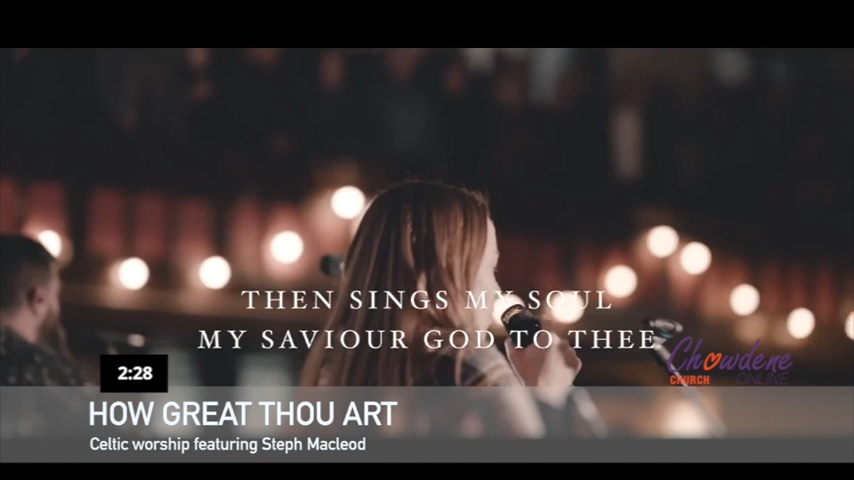 THEN SINGS MY SOUL
MY SAVIOUR GOD TO THEE
Chowdene
CHURCH ONLINE
2:28
HOW GREAT THOU ART
Celtic worship featuring Steph Macleod